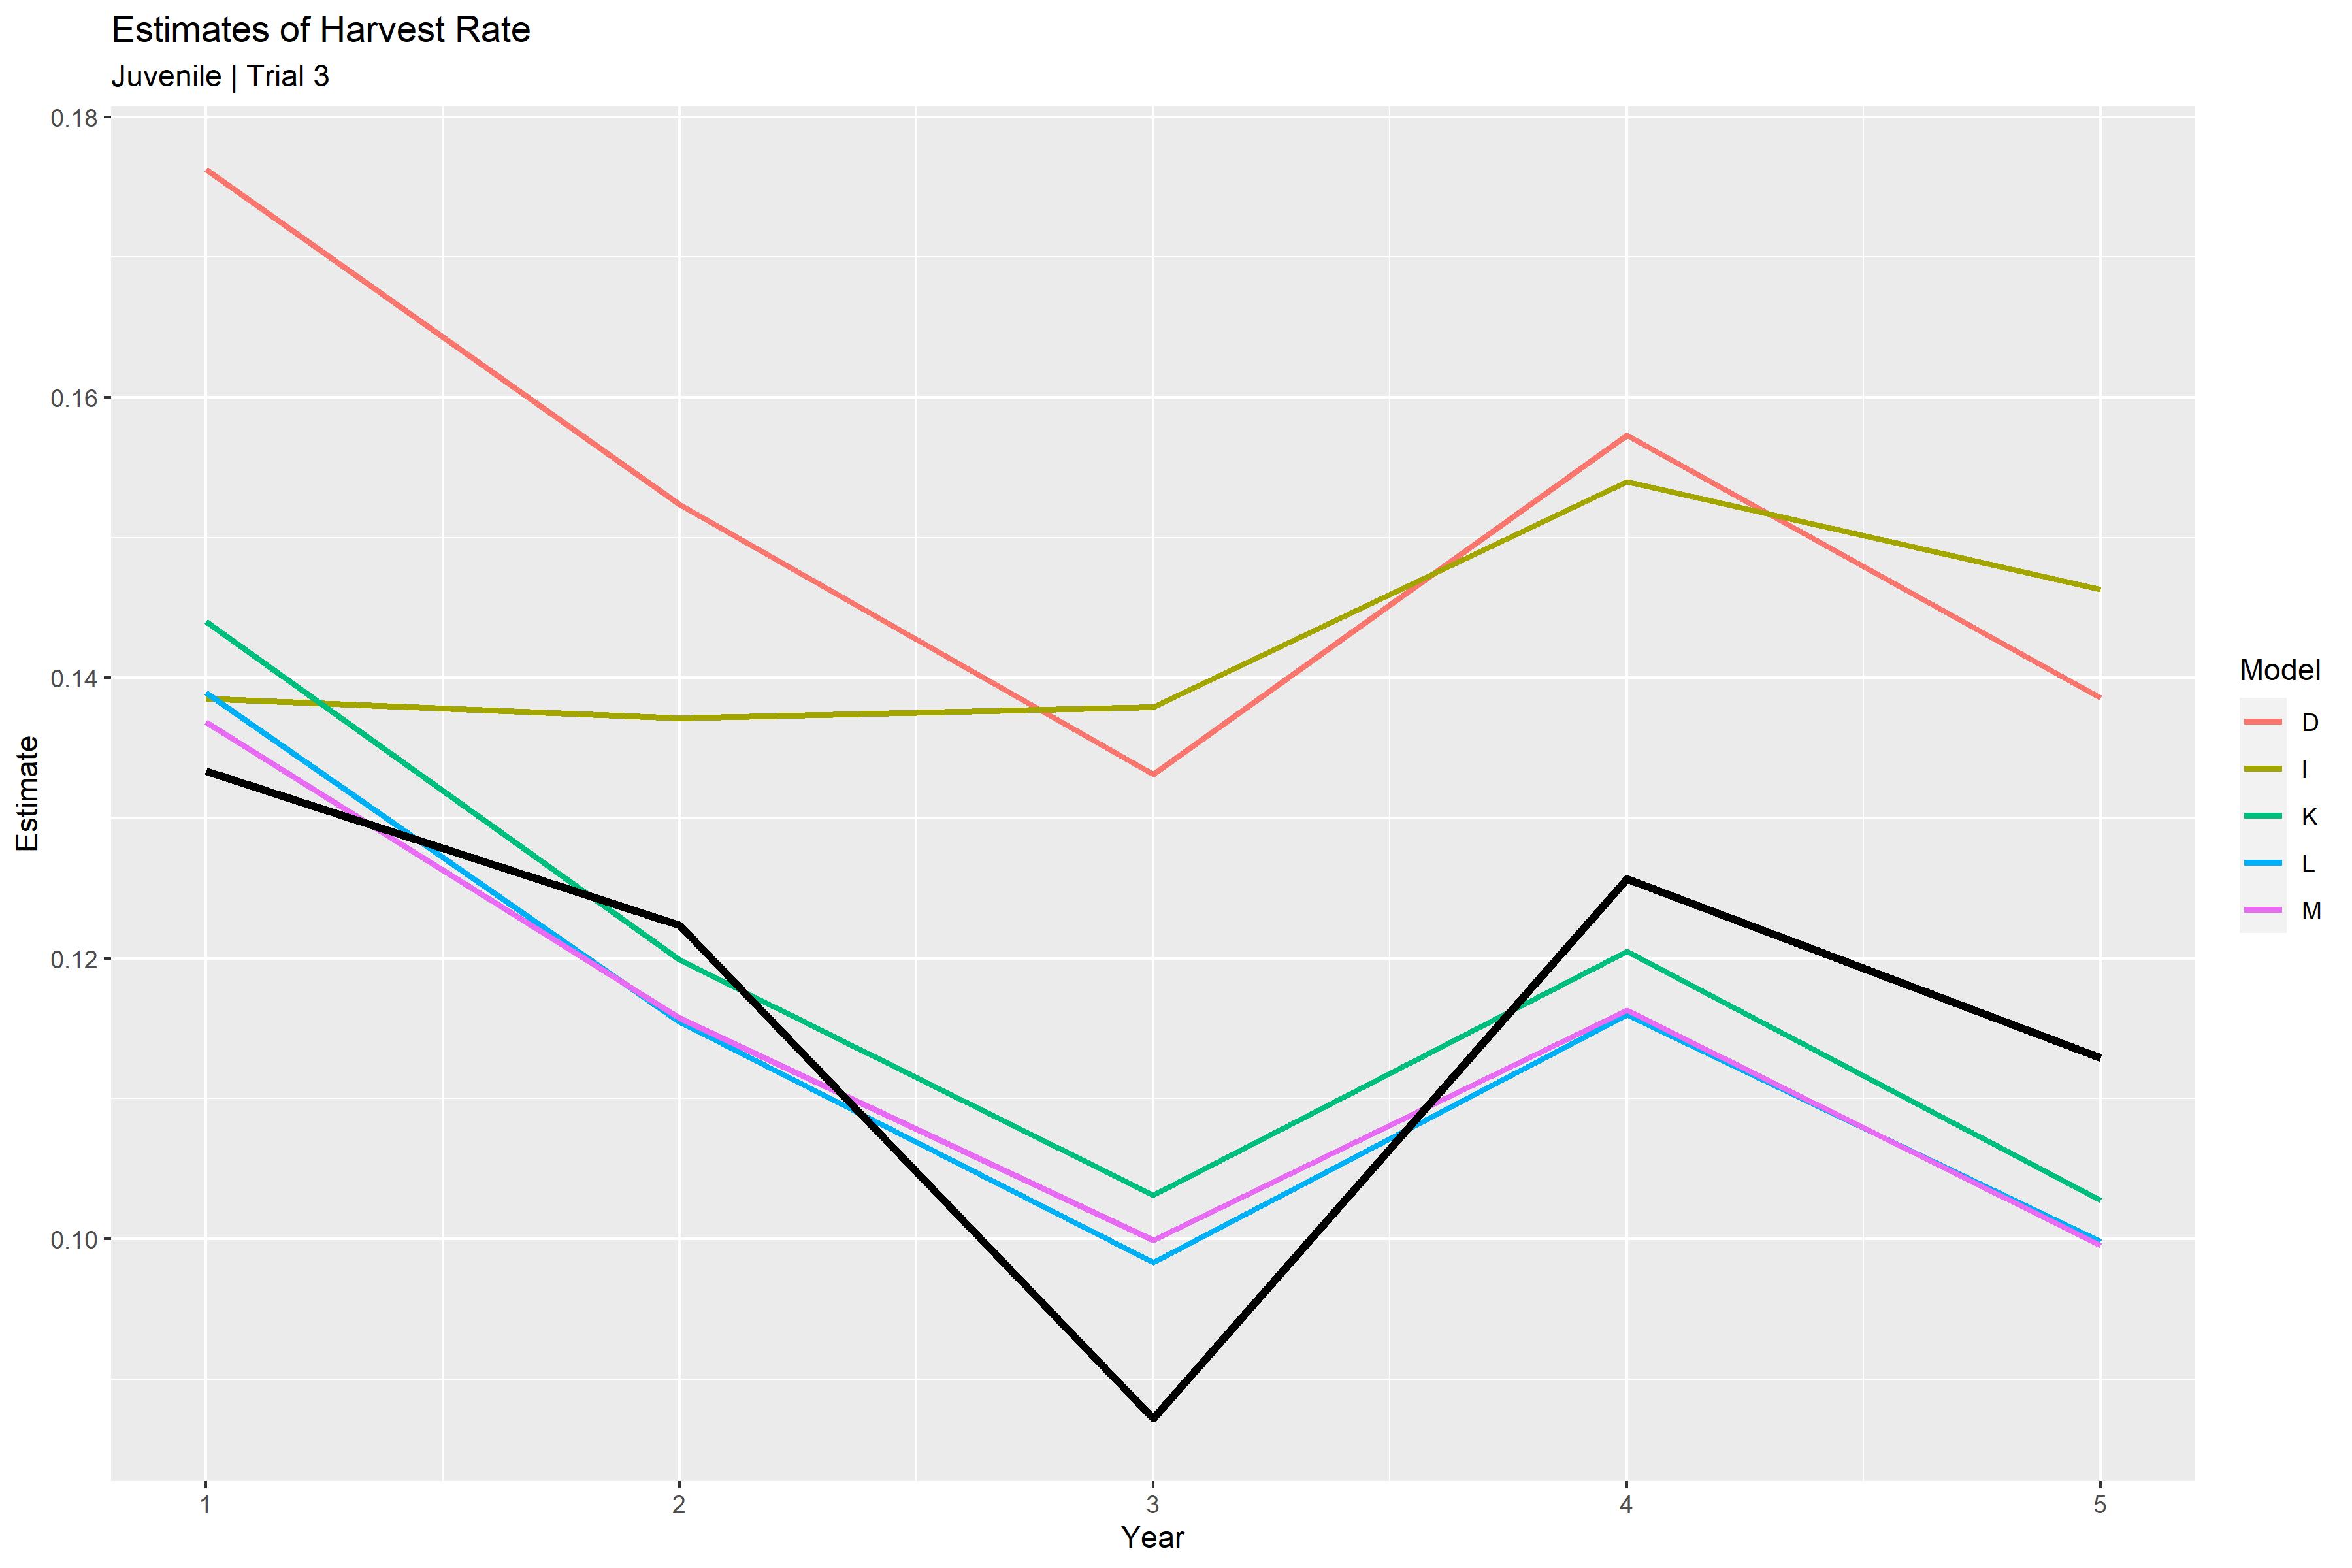 Estimates of Harvest Rate
Juvenile | Trial 3
0.18
0.16
0.14
0.12
0.10
Estimate
1 2 3 4 5
Year
Model
D
I
K
L
M